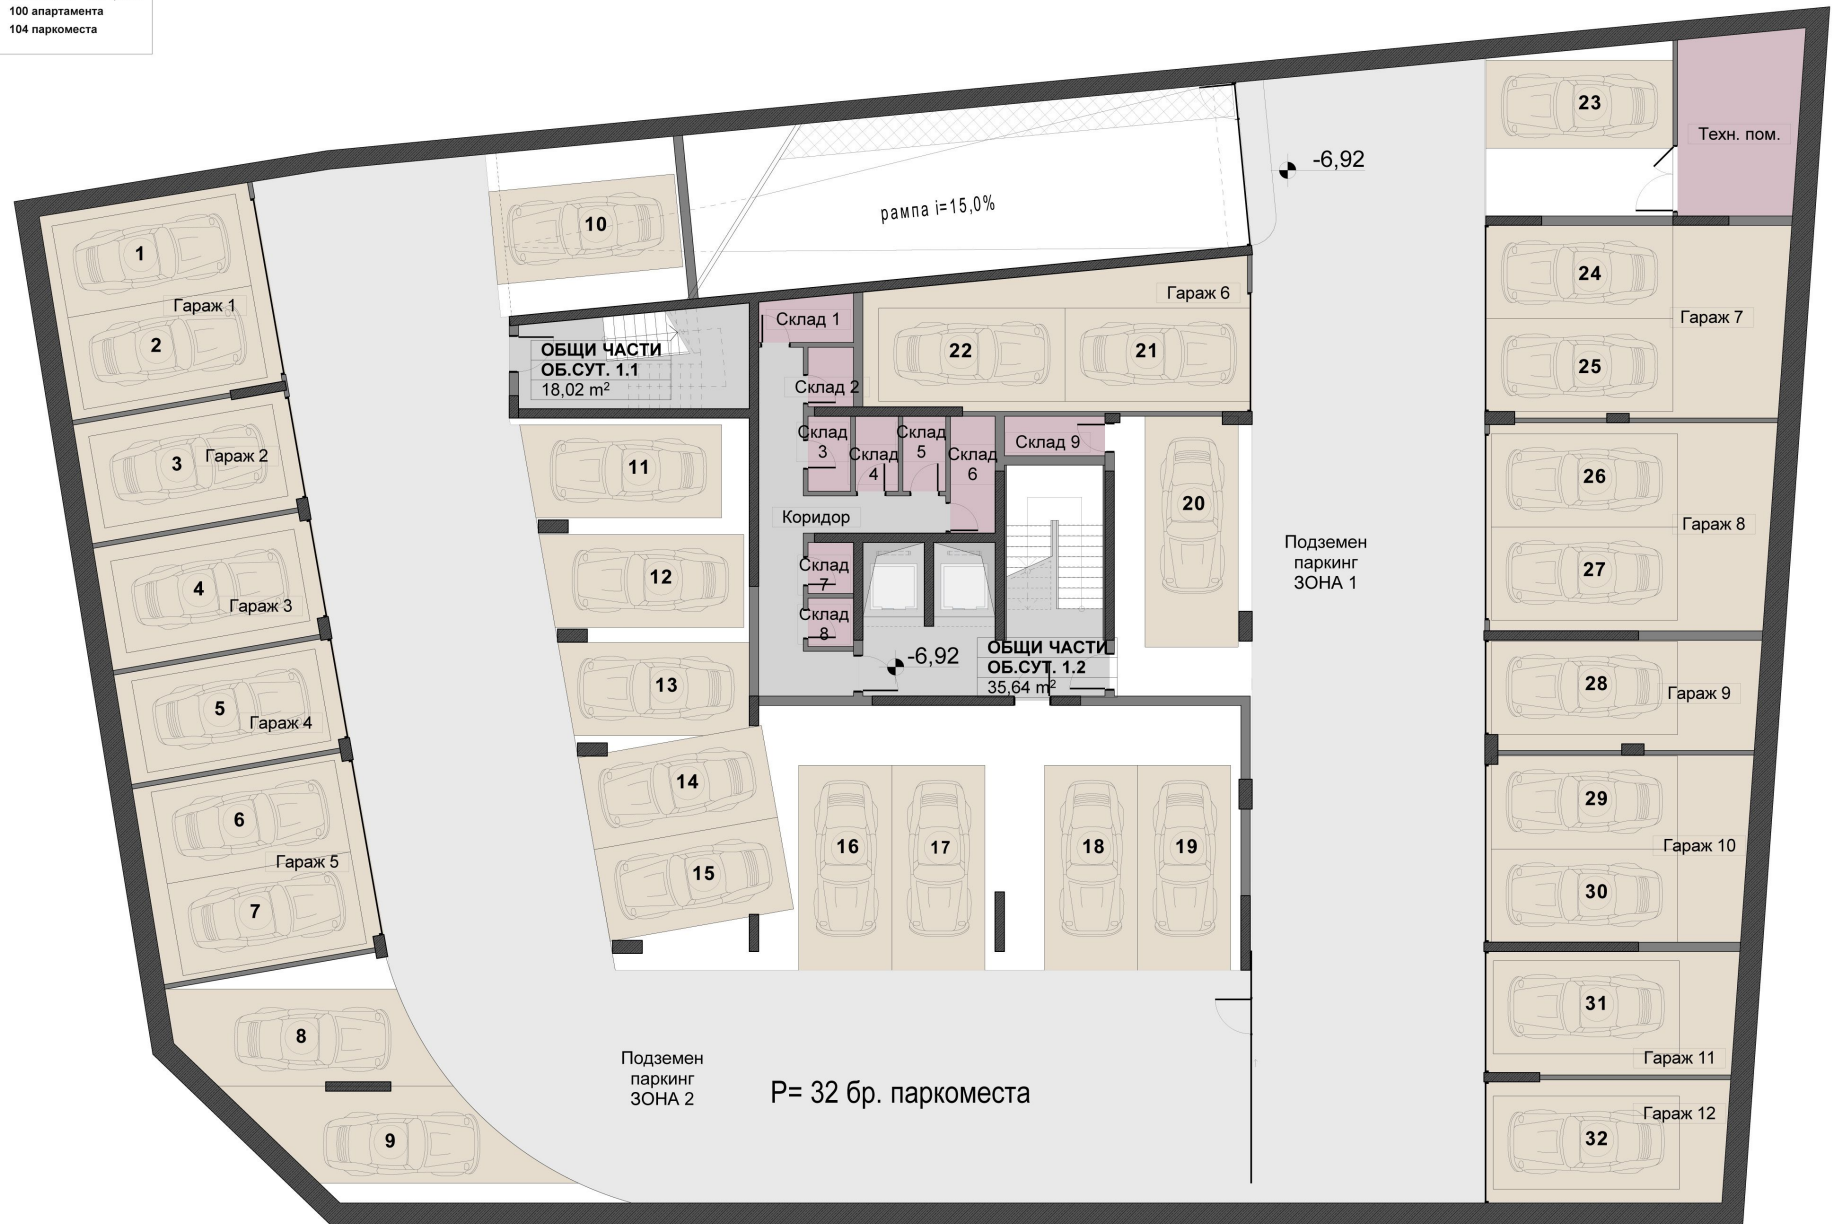 100 апартамента
104 паркоместа
23
Техн. пом.
-6,92
рампа i=15,0%
10
1
Гараж 1
2
24
Гараж 7
25
Гараж 6
22
21
Склад 1
ОБЩИ ЧАСТИ
ОБ.СУТ. 1.1
18,02 m²
Склад 2
Склад
3
Склад
4
Склад
5
Склад
6
Склад 9
3
Гараж 2
11
20
26
Гараж 8
27
Коридор
Подземен
паркинг
ЗОНА 1
4
Гараж 3
12
Склад
7
Склад
8
-6,92
ОБЩИ ЧАСТИ
ОБ.СУТ. 1.2
35,64 m²
5
Гараж 4
13
28
Гараж 9
14
15
6
Гараж 5
7
16
17
18
19
29
Гараж 10
30
8
9
Подземен
паркинг
ЗОНА 2
P= 32 бр. паркоместа
31
Гараж 11
Гараж 12
32